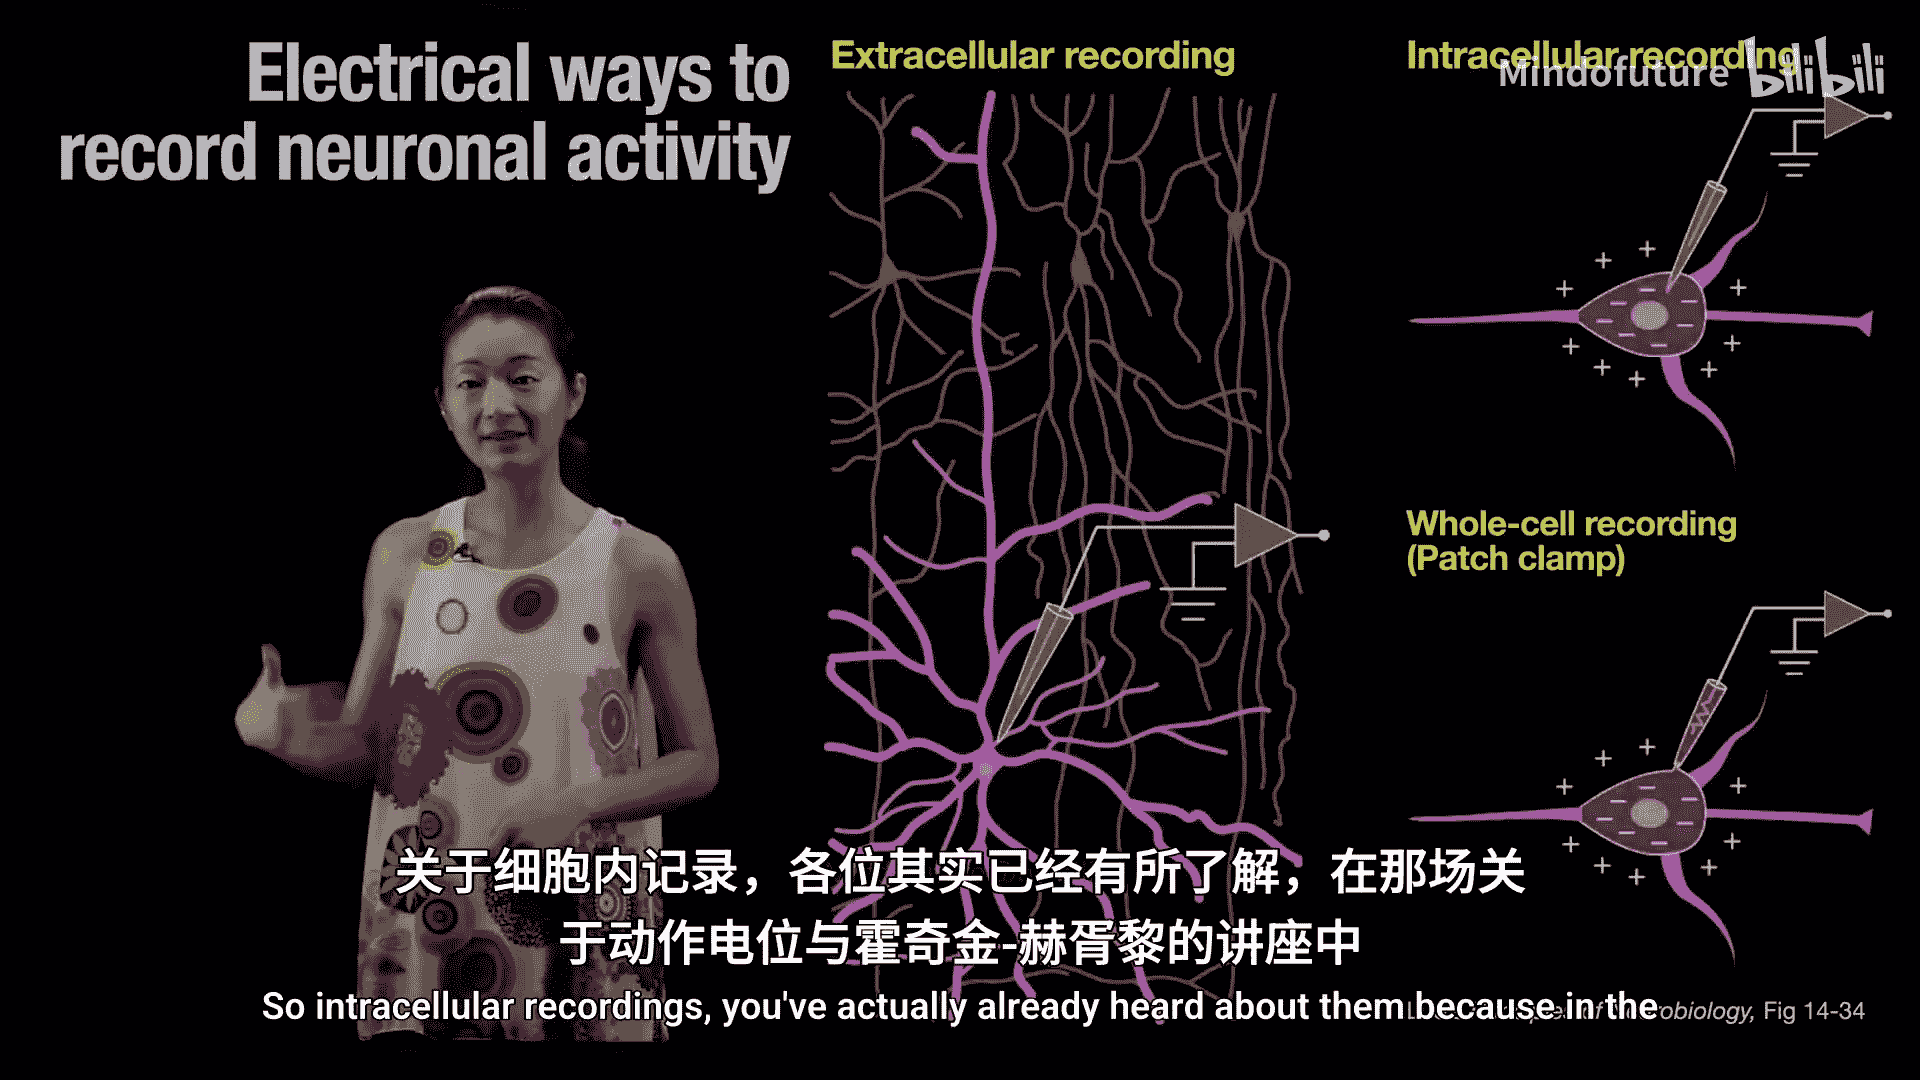 Electrical ways to
record neuronal activity
Extracellular recording
Intracellular recording
Mindofuture bilibili
Whole-cell recording
(Patch clamp)
关于细胞内记录，各位其实已经有所了解，在那场关
于动作电位与霍奇金-赫胥黎的讲座中
So intracellular recordings, you've actually already heard about them because in the
of Neurobiology, Fig 14-34